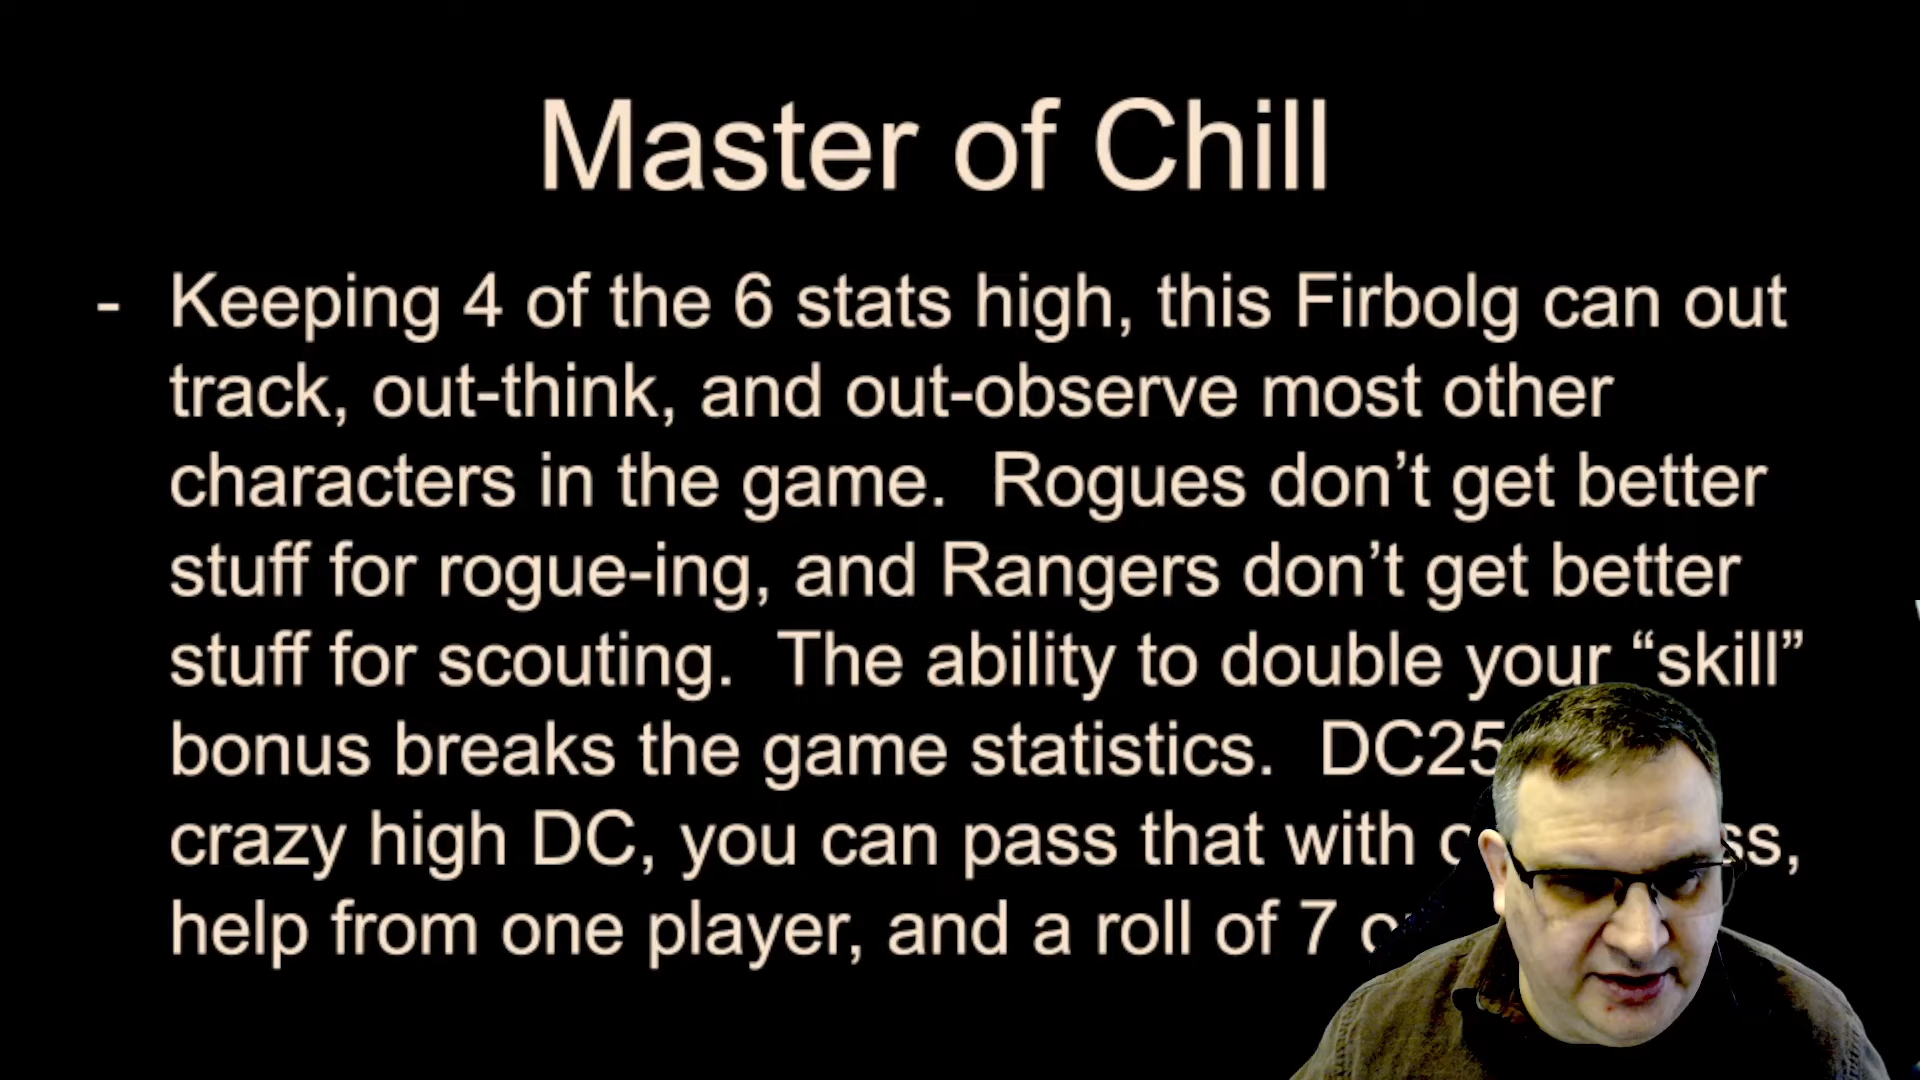 Master of Chill
- Keeping 4 of the 6 stats high, this Firbolg can out
track, out-think, and out-observe most other
characters in the game.  Rogues don’t get better
stuff for rogue-ing, and Rangers don’t get better
stuff for scouting.  The ability to double your “skill”
bonus breaks the game statistics.  DC25
crazy high DC, you can pass that with
help from one player, and a roll of 7